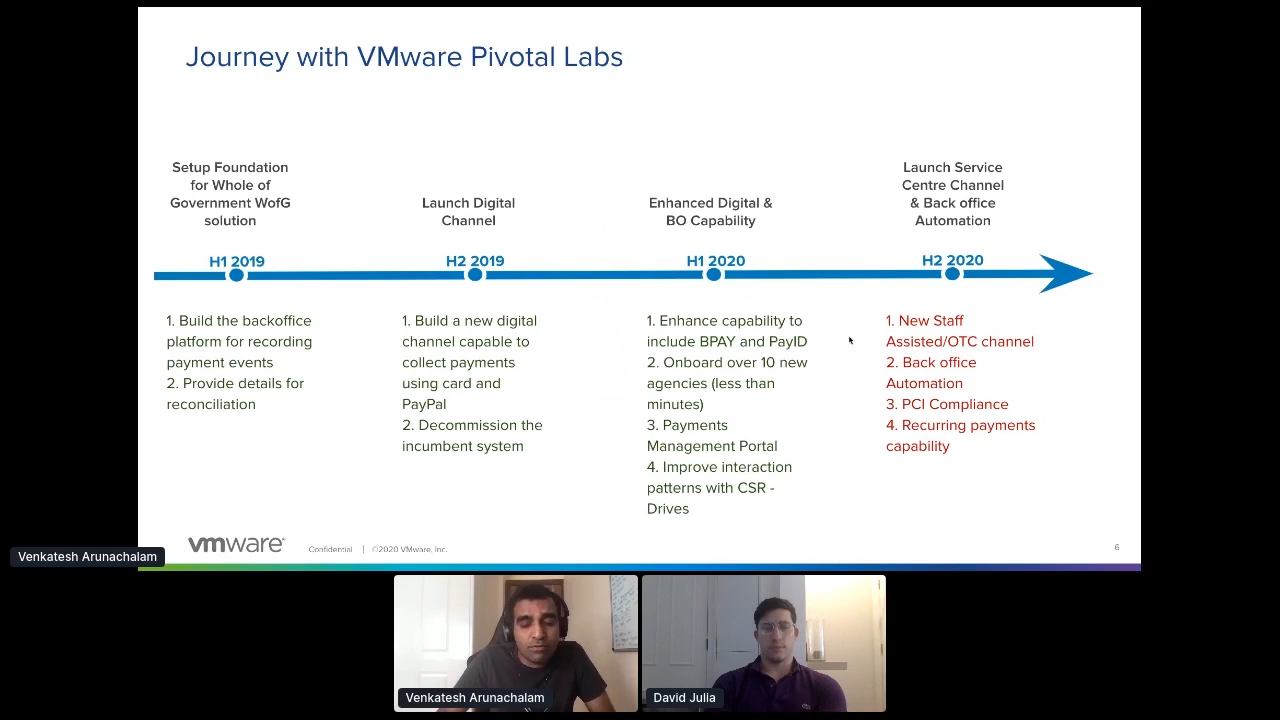 Journey with VMware Pivotal Labs
Setup Foundation
for Whole of
Government WofG
solution
H1 2019
1. Build the backoffice
platform for recording
payment events
2. Provide details for
reconciliation
Launch Digital
Channel
H2 2019
1. Build a new digital
channel capable to
collect payments
using card and
PayPal
2. Decommission the
incumbent system
Enhanced Digital &
BO Capability
H1 2020
1. Enhance capability to
include BPAY and PayID
2. Onboard over 10 new
agencies (less than
minutes)
3. Payments
Management Portal
4. Improve interaction
patterns with CSR -
Drives
Launch Service
Centre Channel
& Back office
Automation
H2 2020
1. New Staff
Assisted/OTC channel
2. Back office
Automation
3. PCI Compliance
4. Recurring payments
capability
vmware®
Confidential | ©2020 VMware, Inc.
6
Venkatesh Arunachalam
Venkatesh Arunachalam
David Julia